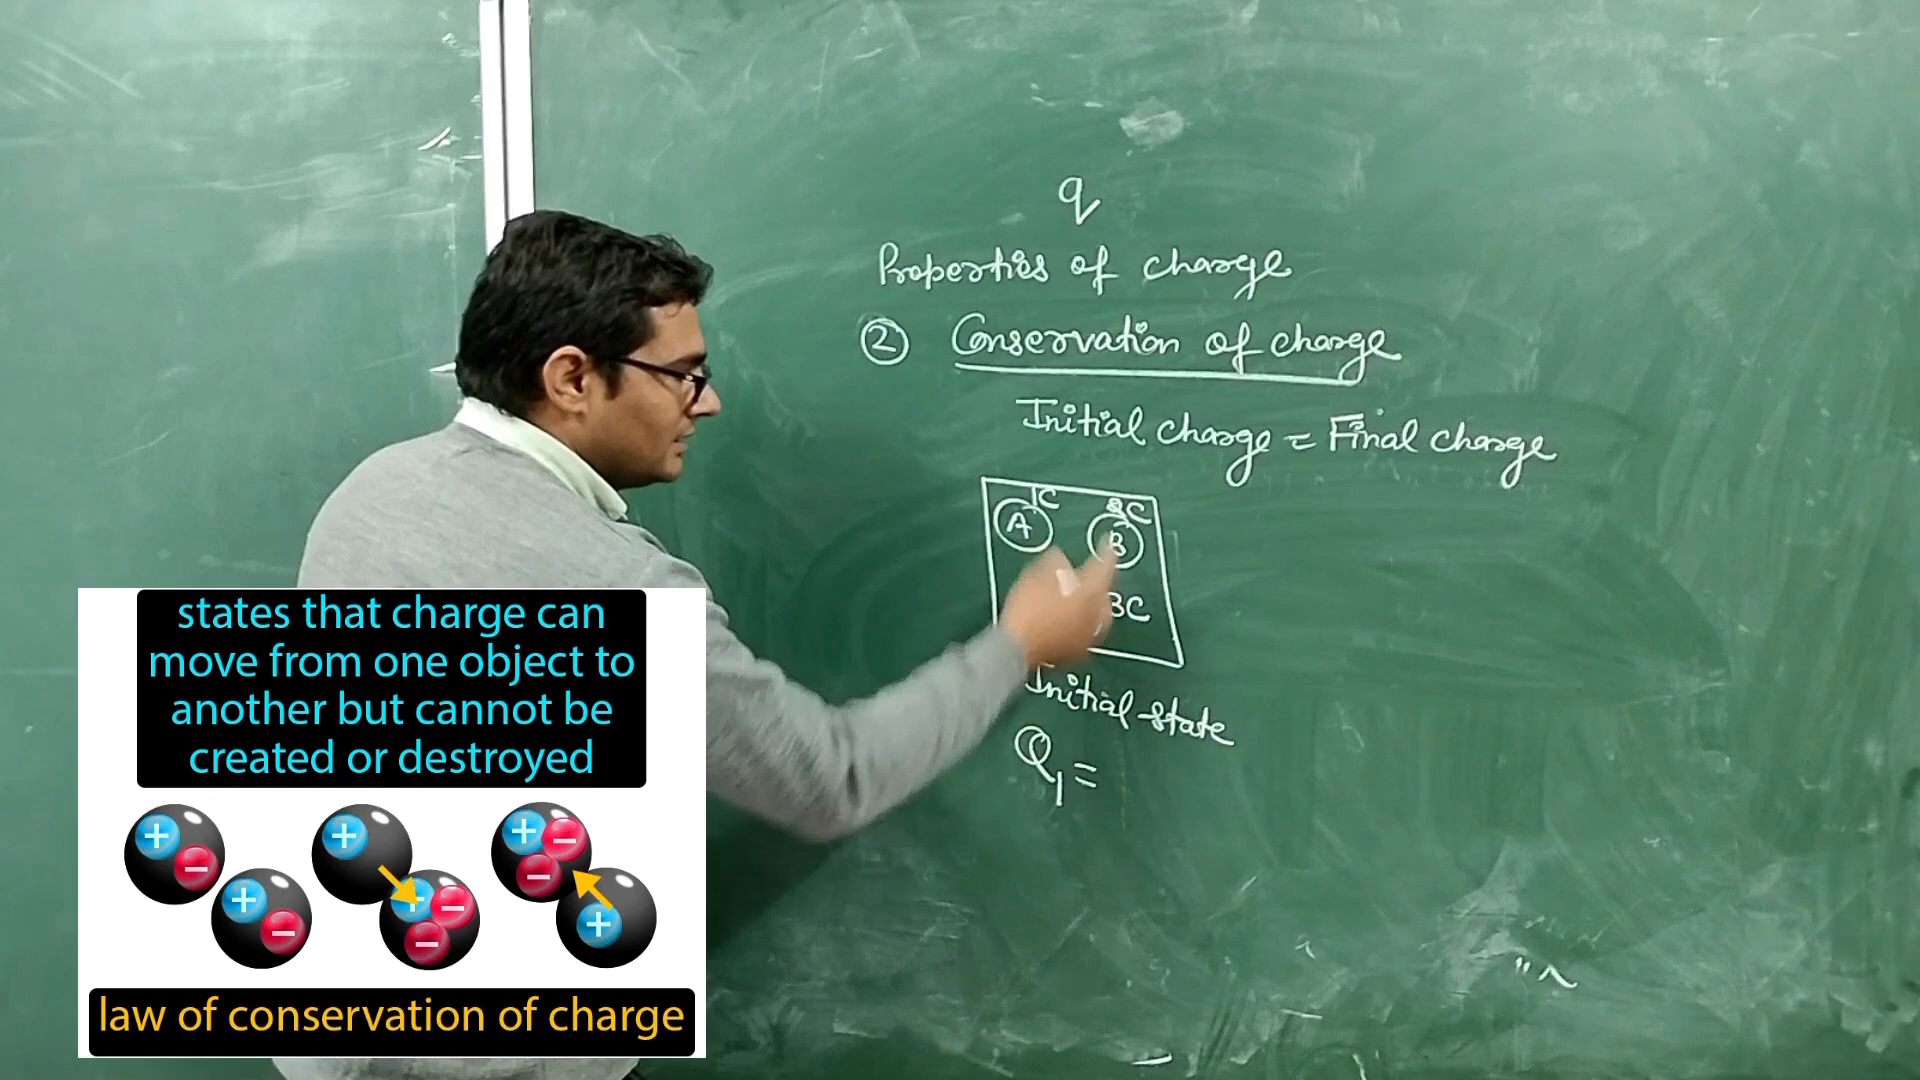 q
Properties of charge
② Conservation of charge
Initial charge = Final charge
1C
A
B
3C
Initial state
Q₁ =
states that charge can
move from one object to
another but cannot be
created or destroyed
+ + + − −
− + − − − +
law of conservation of charge